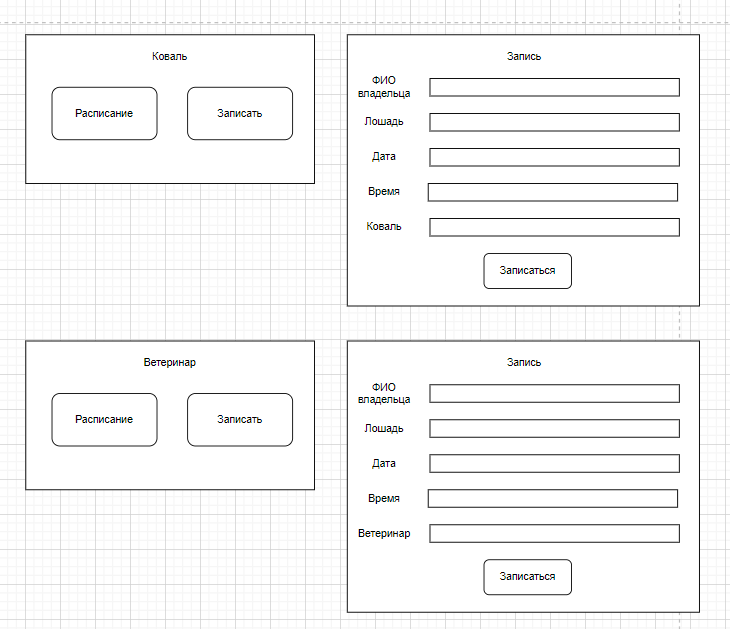 Коваль
Расписание
Записать
Запись
ФИО
владельца
Лошадь
Дата
Время
Коваль
Записаться
Ветеринар
Расписание
Записать
Запись
ФИО
владельца
Лошадь
Дата
Время
Ветеринар
Записаться